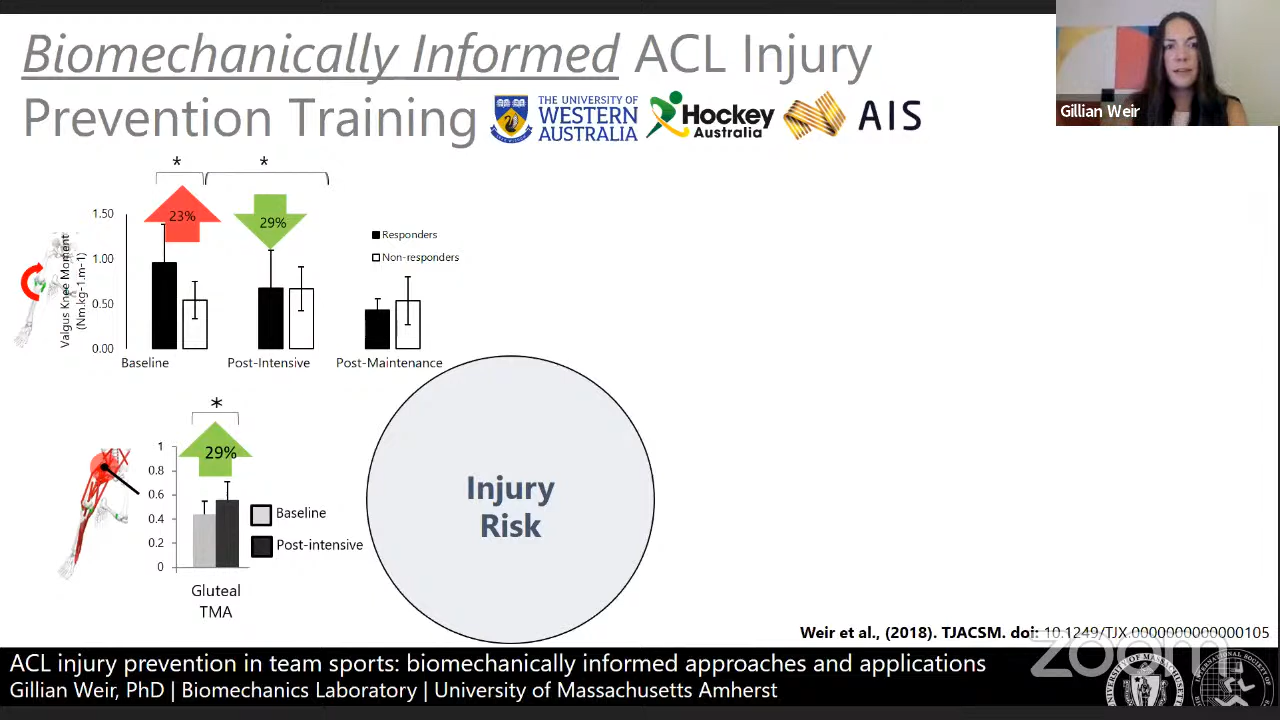 Biomechanically Informed ACL Injury
Prevention Training
THE UNIVERSITY OF
WESTERN
AUSTRALIA
Hockey
Australia
AIS
Gillian Weir
*
*
23%
29%
1.50
1.00
0.50
0.00
Valgus Knee Moment
(Nm.kg-1.m-1)
Responders
Non-responders
Baseline
Post-Intensive
Post-Maintenance
*
29%
1
0.8
0.6
0.4
0.2
0
Baseline
Post-intensive
Gluteal
TMA
Injury
Risk
Weir et al., (2018). TJACSM. doi: 10.1249/TJX.0000000000000105
zoom
ACL injury prevention in team sports: biomechanically informed approaches and applications
Gillian Weir, PhD | Biomechanics Laboratory | University of Massachusetts Amherst